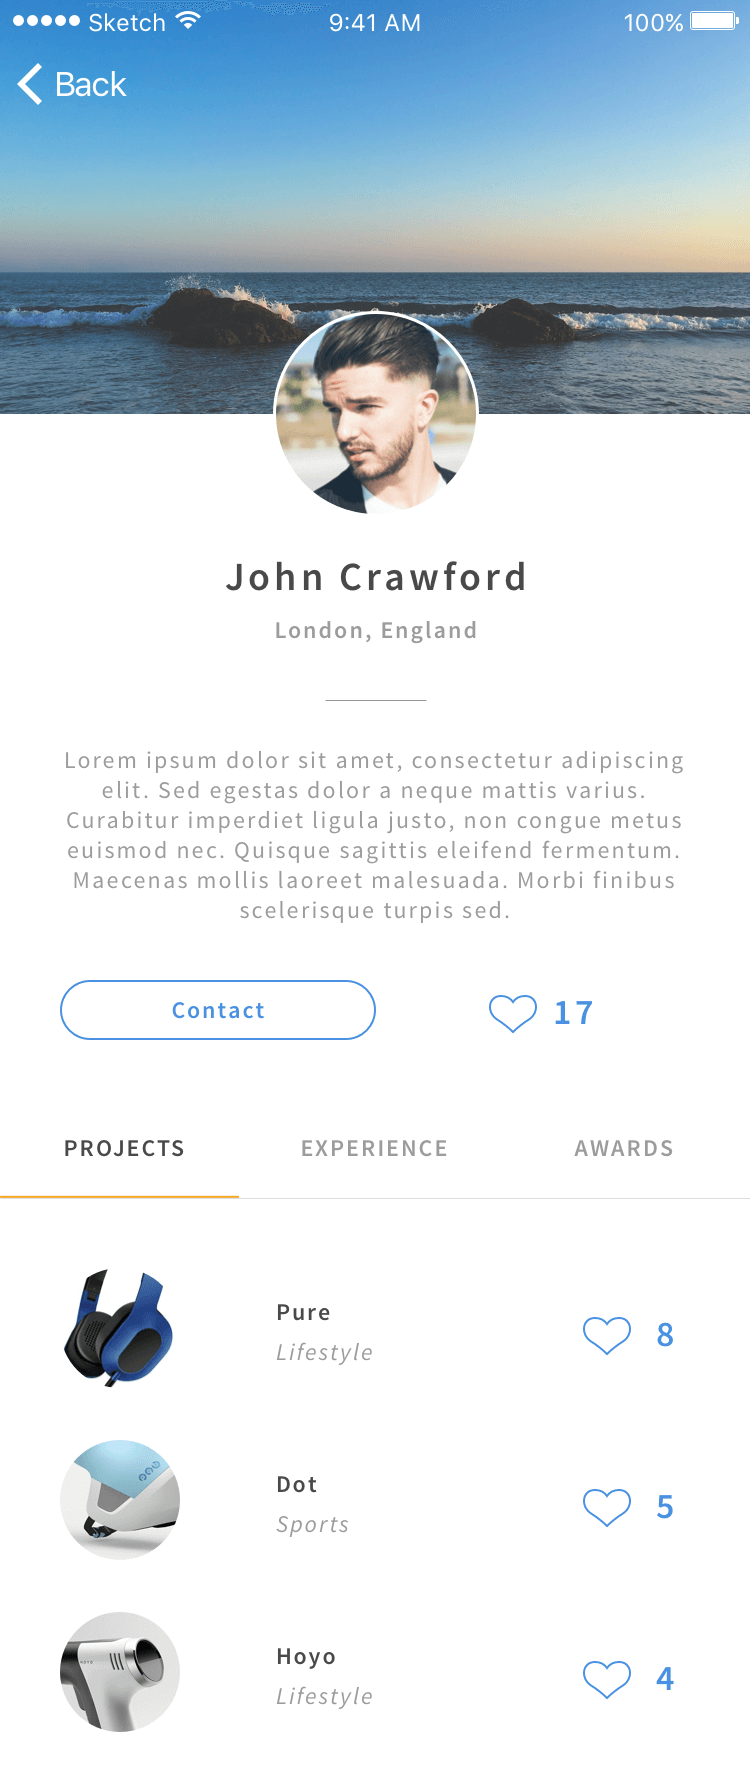 Sketch 9:41 AM 100%
Back
John Crawford
London, England
Lorem ipsum dolor sit amet, consectetur adipiscing
elit. Sed egestas dolor a neque mattis varius.
Curabitur imperdiet ligula justo, non congue metus
euismod nec. Quisque sagittis eleifend fermentum.
Maecenas mollis laoreet malesuada. Morbi finibus
scelerisque turpis sed.
Contact 17
PROJECTS EXPERIENCE AWARDS
Pure
Lifestyle
8
Dot
Sports
5
Hoyo
Lifestyle
4